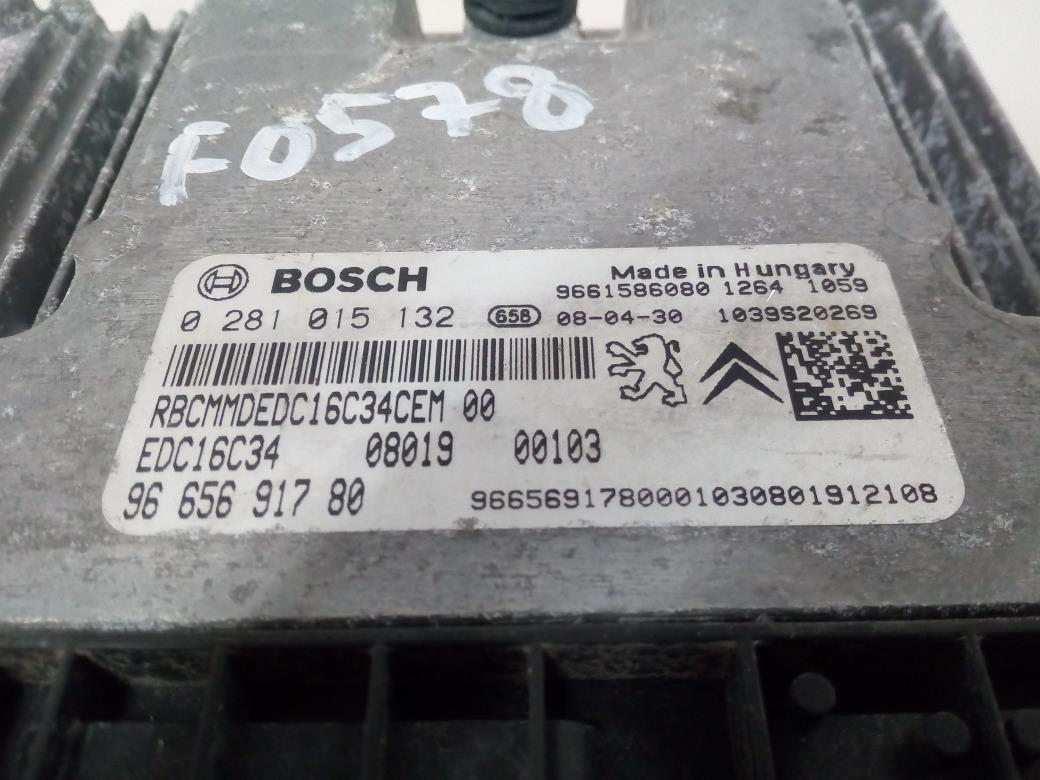 F0578
BOSCH
Made in Hungary
9661586080 1264 1059
0 281 015 132 658 08-04-30 1039S20269
RBCMMDEDC16C34CEM 00
EDC16C34 08019 00103
96 656 917 80
9665691780001030801912108